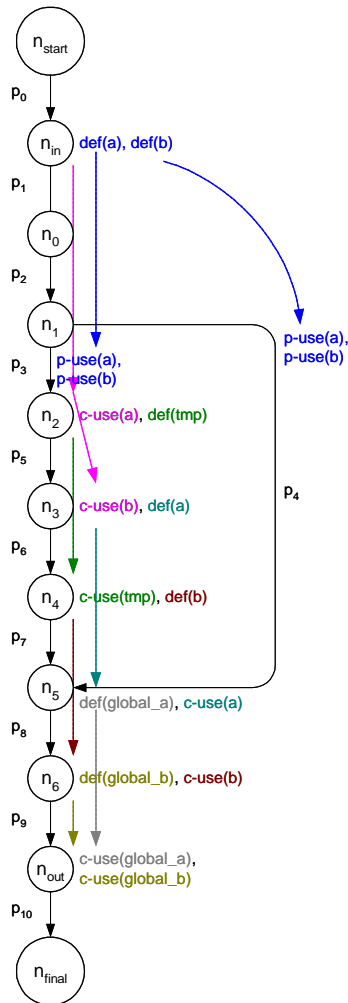 n_start
p_0
n_in def(a), def(b)
p_1
n_0
p_2
n_1
p-use(a),
p-use(b)
p_3
p-use(a),
p-use(b)
n_2 c-use(a), def(tmp)
p_4
p_5
n_3 c-use(b), def(a)
p_6
n_4 c-use(tmp), def(b)
p_7
n_5
def(global_a), c-use(a)
p_8
n_6 def(global_b), c-use(b)
p_9
n_out c-use(global_a),
c-use(global_b)
p_10
n_final